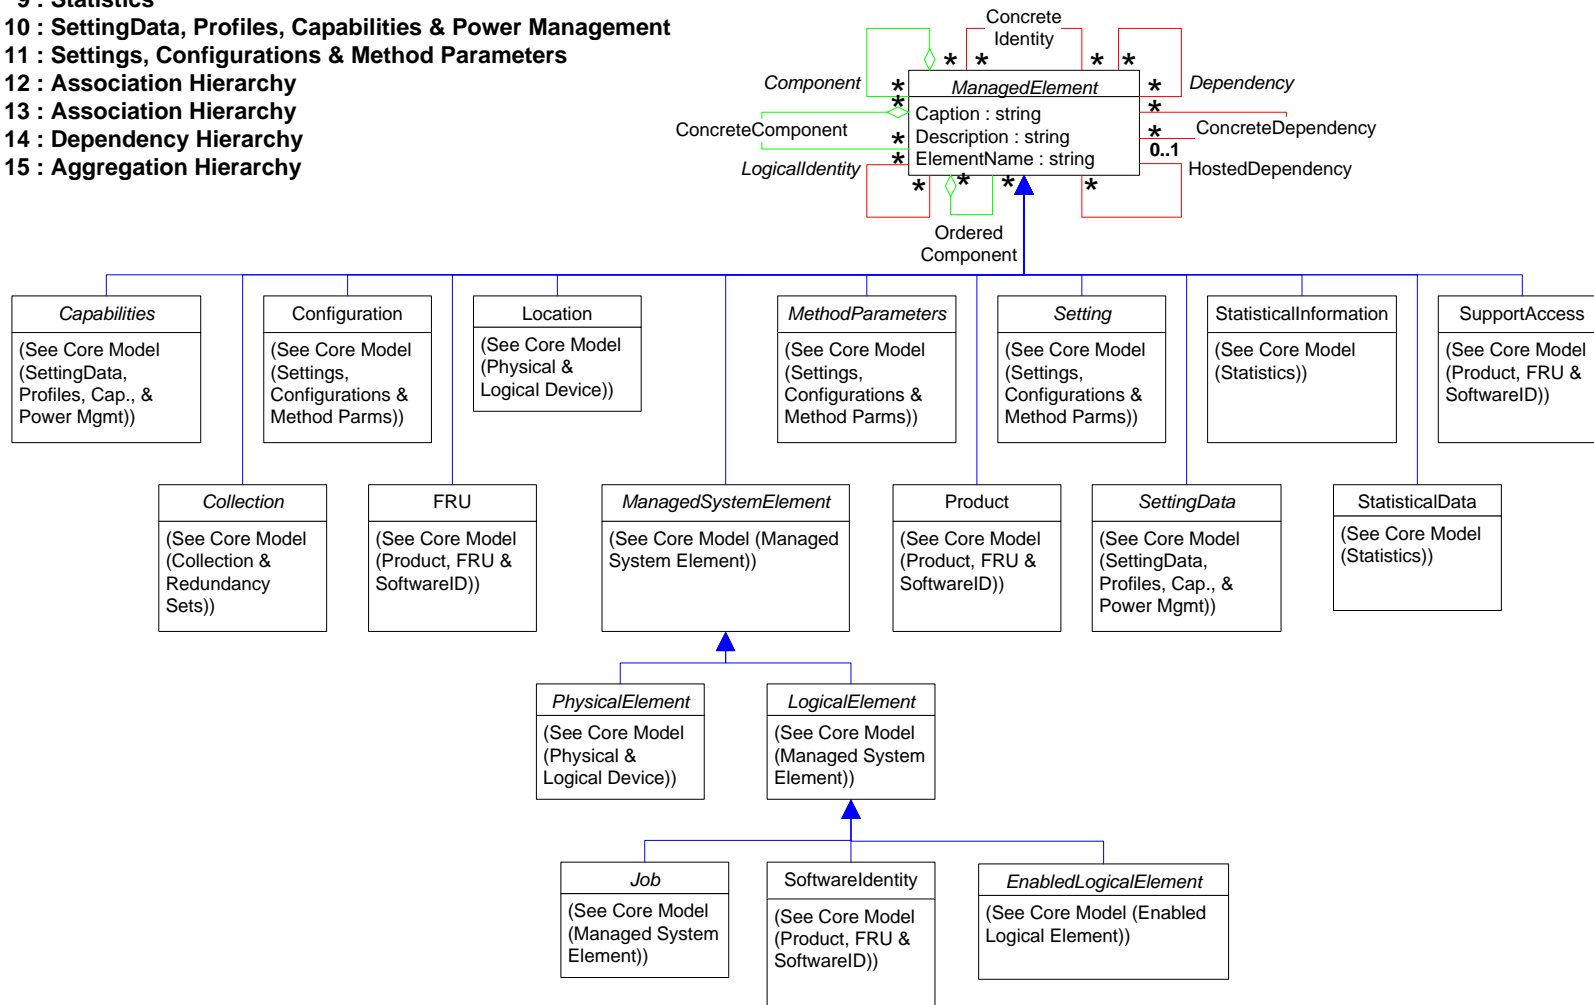 9 : Statistics
10 : SettingData, Profiles, Capabilities & Power Management
11 : Settings, Configurations & Method Parameters
12 : Association Hierarchy
13 : Association Hierarchy
14 : Dependency Hierarchy
15 : Aggregation Hierarchy
Concrete
Identity
* * * *
Component
*
ManagedElement
*
Dependency
*
Caption : string
*
ConcreteComponent
Description : string
*
ConcreteDependency
*
0..1
LogicalIdentity
*
ElementName : string
HostedDependency
* * * *
Ordered
Component
Capabilities
(See Core Model
(SettingData,
Profiles, Cap., &
Power Mgmt))
Configuration
(See Core Model
(Settings,
Configurations &
Method Parms))
Location
(See Core Model
(Physical &
Logical Device))
MethodParameters
(See Core Model
(Settings,
Configurations &
Method Parms))
Setting
(See Core Model
(Settings,
Configurations &
Method Parms))
StatisticalInformation
(See Core Model
(Statistics))
SupportAccess
(See Core Model
(Product, FRU &
SoftwareID))
Collection
(See Core Model
(Collection &
Redundancy
Sets))
FRU
(See Core Model
(Product, FRU &
SoftwareID))
ManagedSystemElement
(See Core Model (Managed
System Element))
Product
(See Core Model
(Product, FRU &
SoftwareID))
SettingData
(See Core Model
(SettingData,
Profiles, Cap., &
Power Mgmt))
StatisticalData
(See Core Model
(Statistics))
PhysicalElement
(See Core Model
(Physical &
Logical Device))
LogicalElement
(See Core Model
(Managed System
Element))
Job
(See Core Model
(Managed System
Element))
SoftwareIdentity
(See Core Model
(Product, FRU &
SoftwareID))
EnabledLogicalElement
(See Core Model (Enabled
Logical Element))